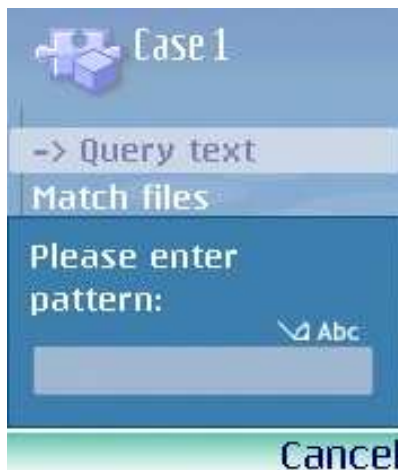 Case 1
-> Query text
Match files
Please enter
pattern:
Abc
Cancel